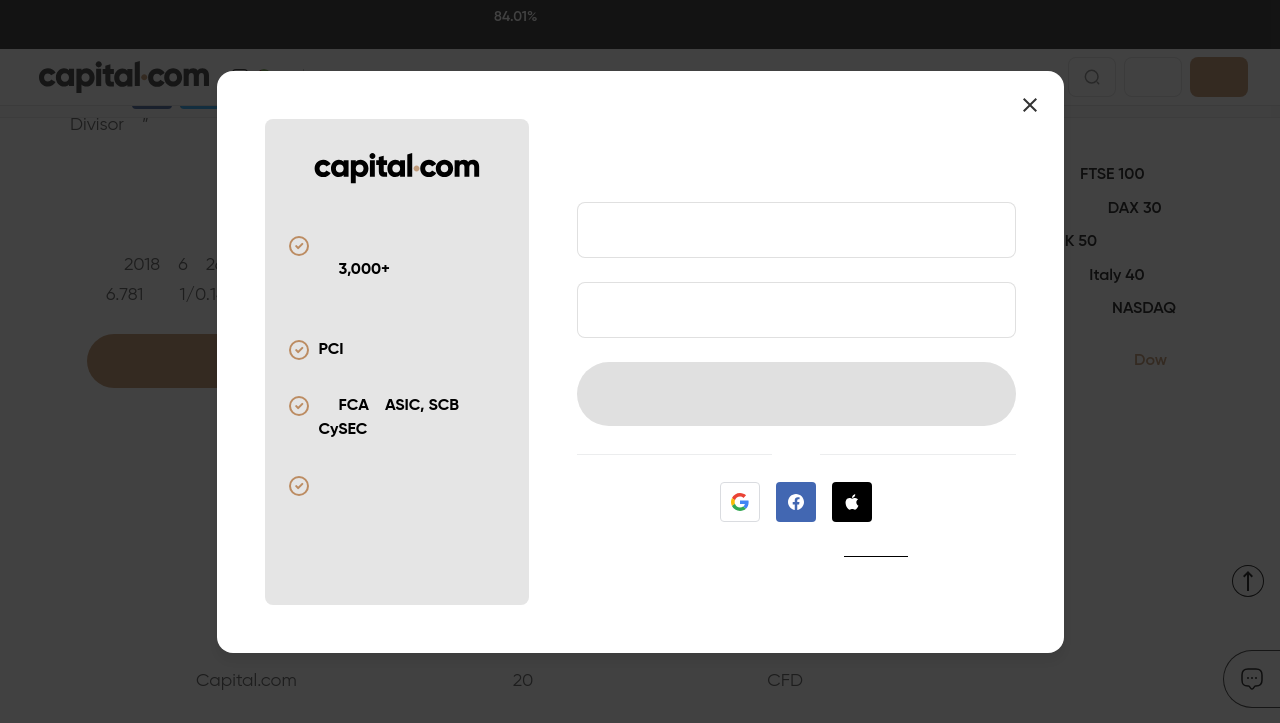 84.01%
capital.com
Divisor "
FTSE 100
DAX 30
K 50
2018 6
Italy 40
6.781 1/0.1
NASDAQ
Dow
capital.com
3,000+
PCI
FCA ASIC, SCB
CySEC
Capital.com 20 CFD